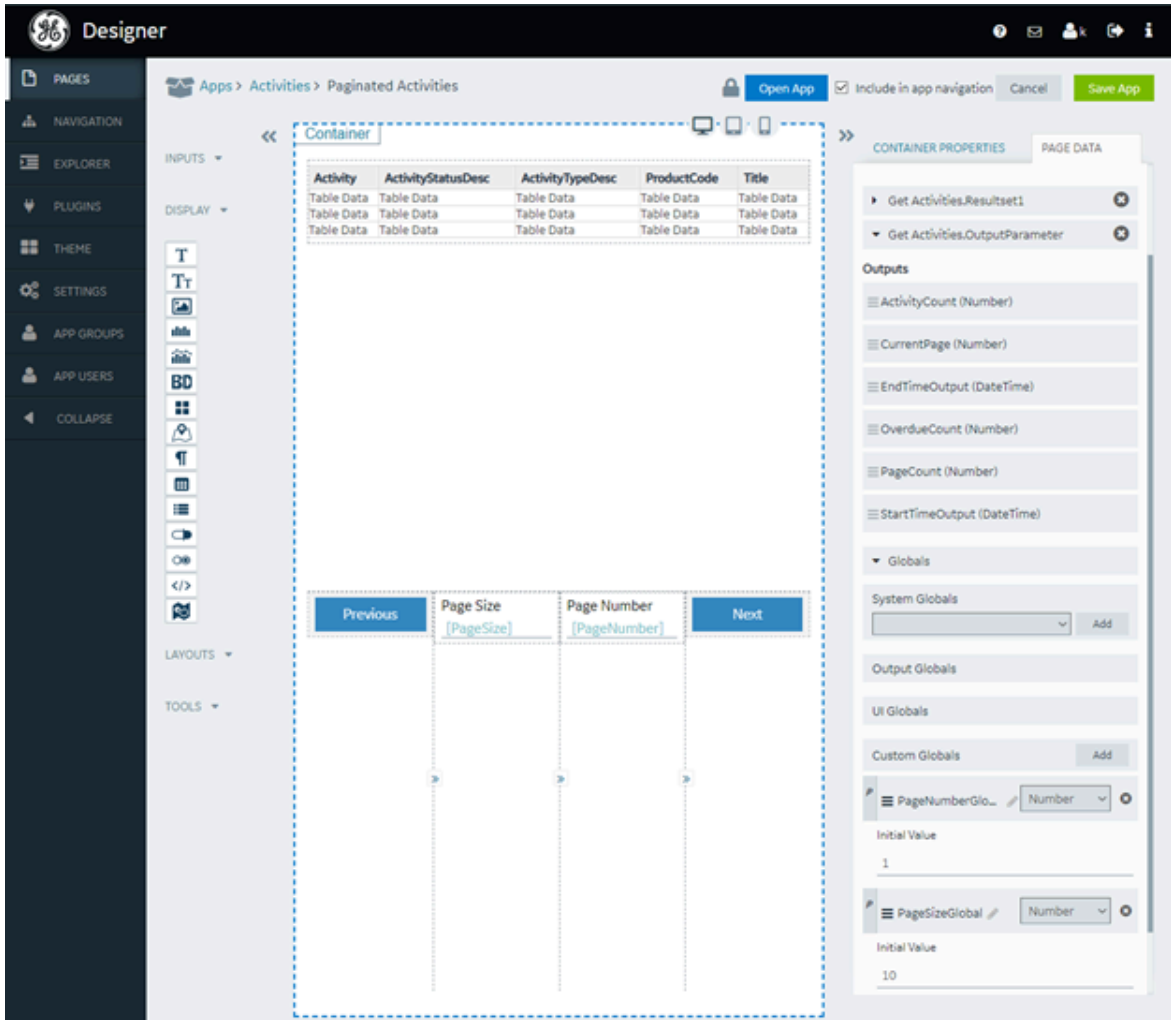 Designer
k
PAGES
NAVIGATION
EXPLORER
PLUGINS
THEME
SETTINGS
APP GROUPS
APP USERS
COLLAPSE
Apps > Activities > Paginated Activities
Open App
Include in app navigation
Cancel
Save App
INPUTS
DISPLAY
T
TT
BD
¶
</>
LAYOUTS
TOOLS
Container
Activity ActivityStatusDesc ActivityTypeDesc ProductCode Title
Table Data Table Data Table Data Table Data Table Data
Table Data Table Data Table Data Table Data Table Data
Table Data Table Data Table Data Table Data Table Data
Previous
Page Size
[PageSize]
Page Number
[PageNumber]
Next
CONTAINER PROPERTIES
PAGE DATA
Get Activities.Resultset1
Get Activities.OutputParameter
Outputs
ActivityCount (Number)
CurrentPage (Number)
EndTimeOutput (DateTime)
OverdueCount (Number)
PageCount (Number)
StartTimeOutput (DateTime)
Globals
System Globals
Add
Output Globals
UI Globals
Custom Globals Add
P
PageNumberGlo... Number
Initial Value
1
P
PageSizeGlobal Number
Initial Value
10